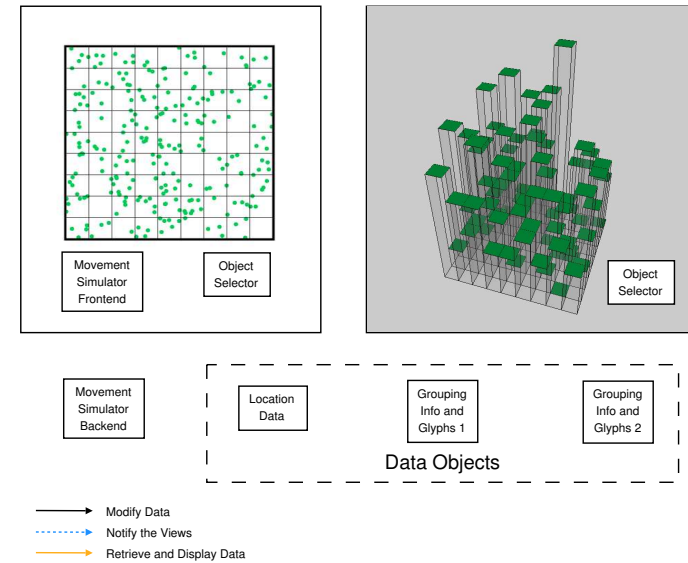 Movement
Simulator
Frontend
Object
Selector
Object
Selector
Movement
Simulator
Backend
Location
Data
Grouping
Info and
Glyphs 1
Grouping
Info and
Glyphs 2
Data Objects
Modify Data
Notify the Views
Retrieve and Display Data